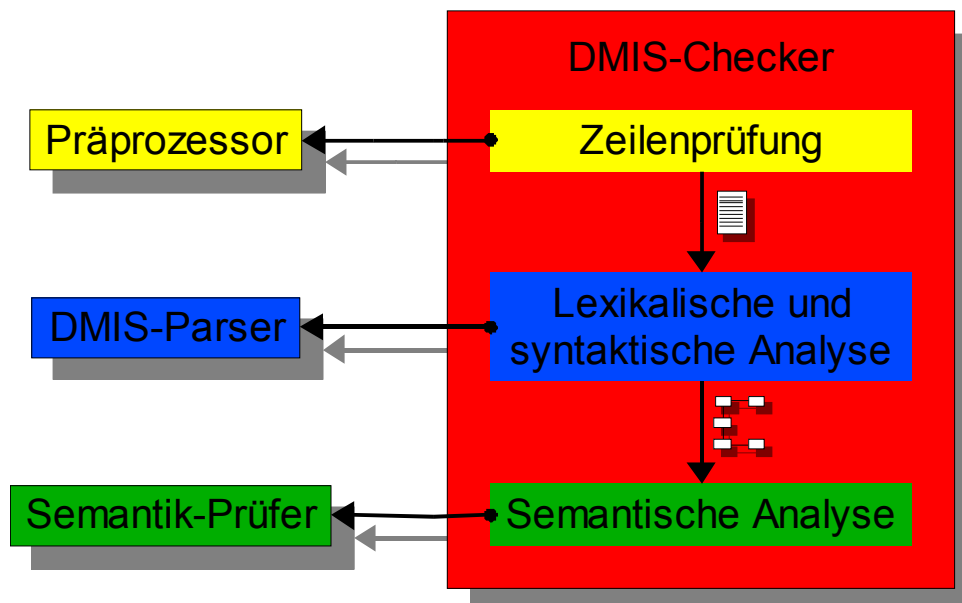 DMIS-Checker
Präprozessor
Zeilenprüfung
DMIS-Parser
Lexikalische und
syntaktische Analyse
Semantik-Prüfer
Semantische Analyse